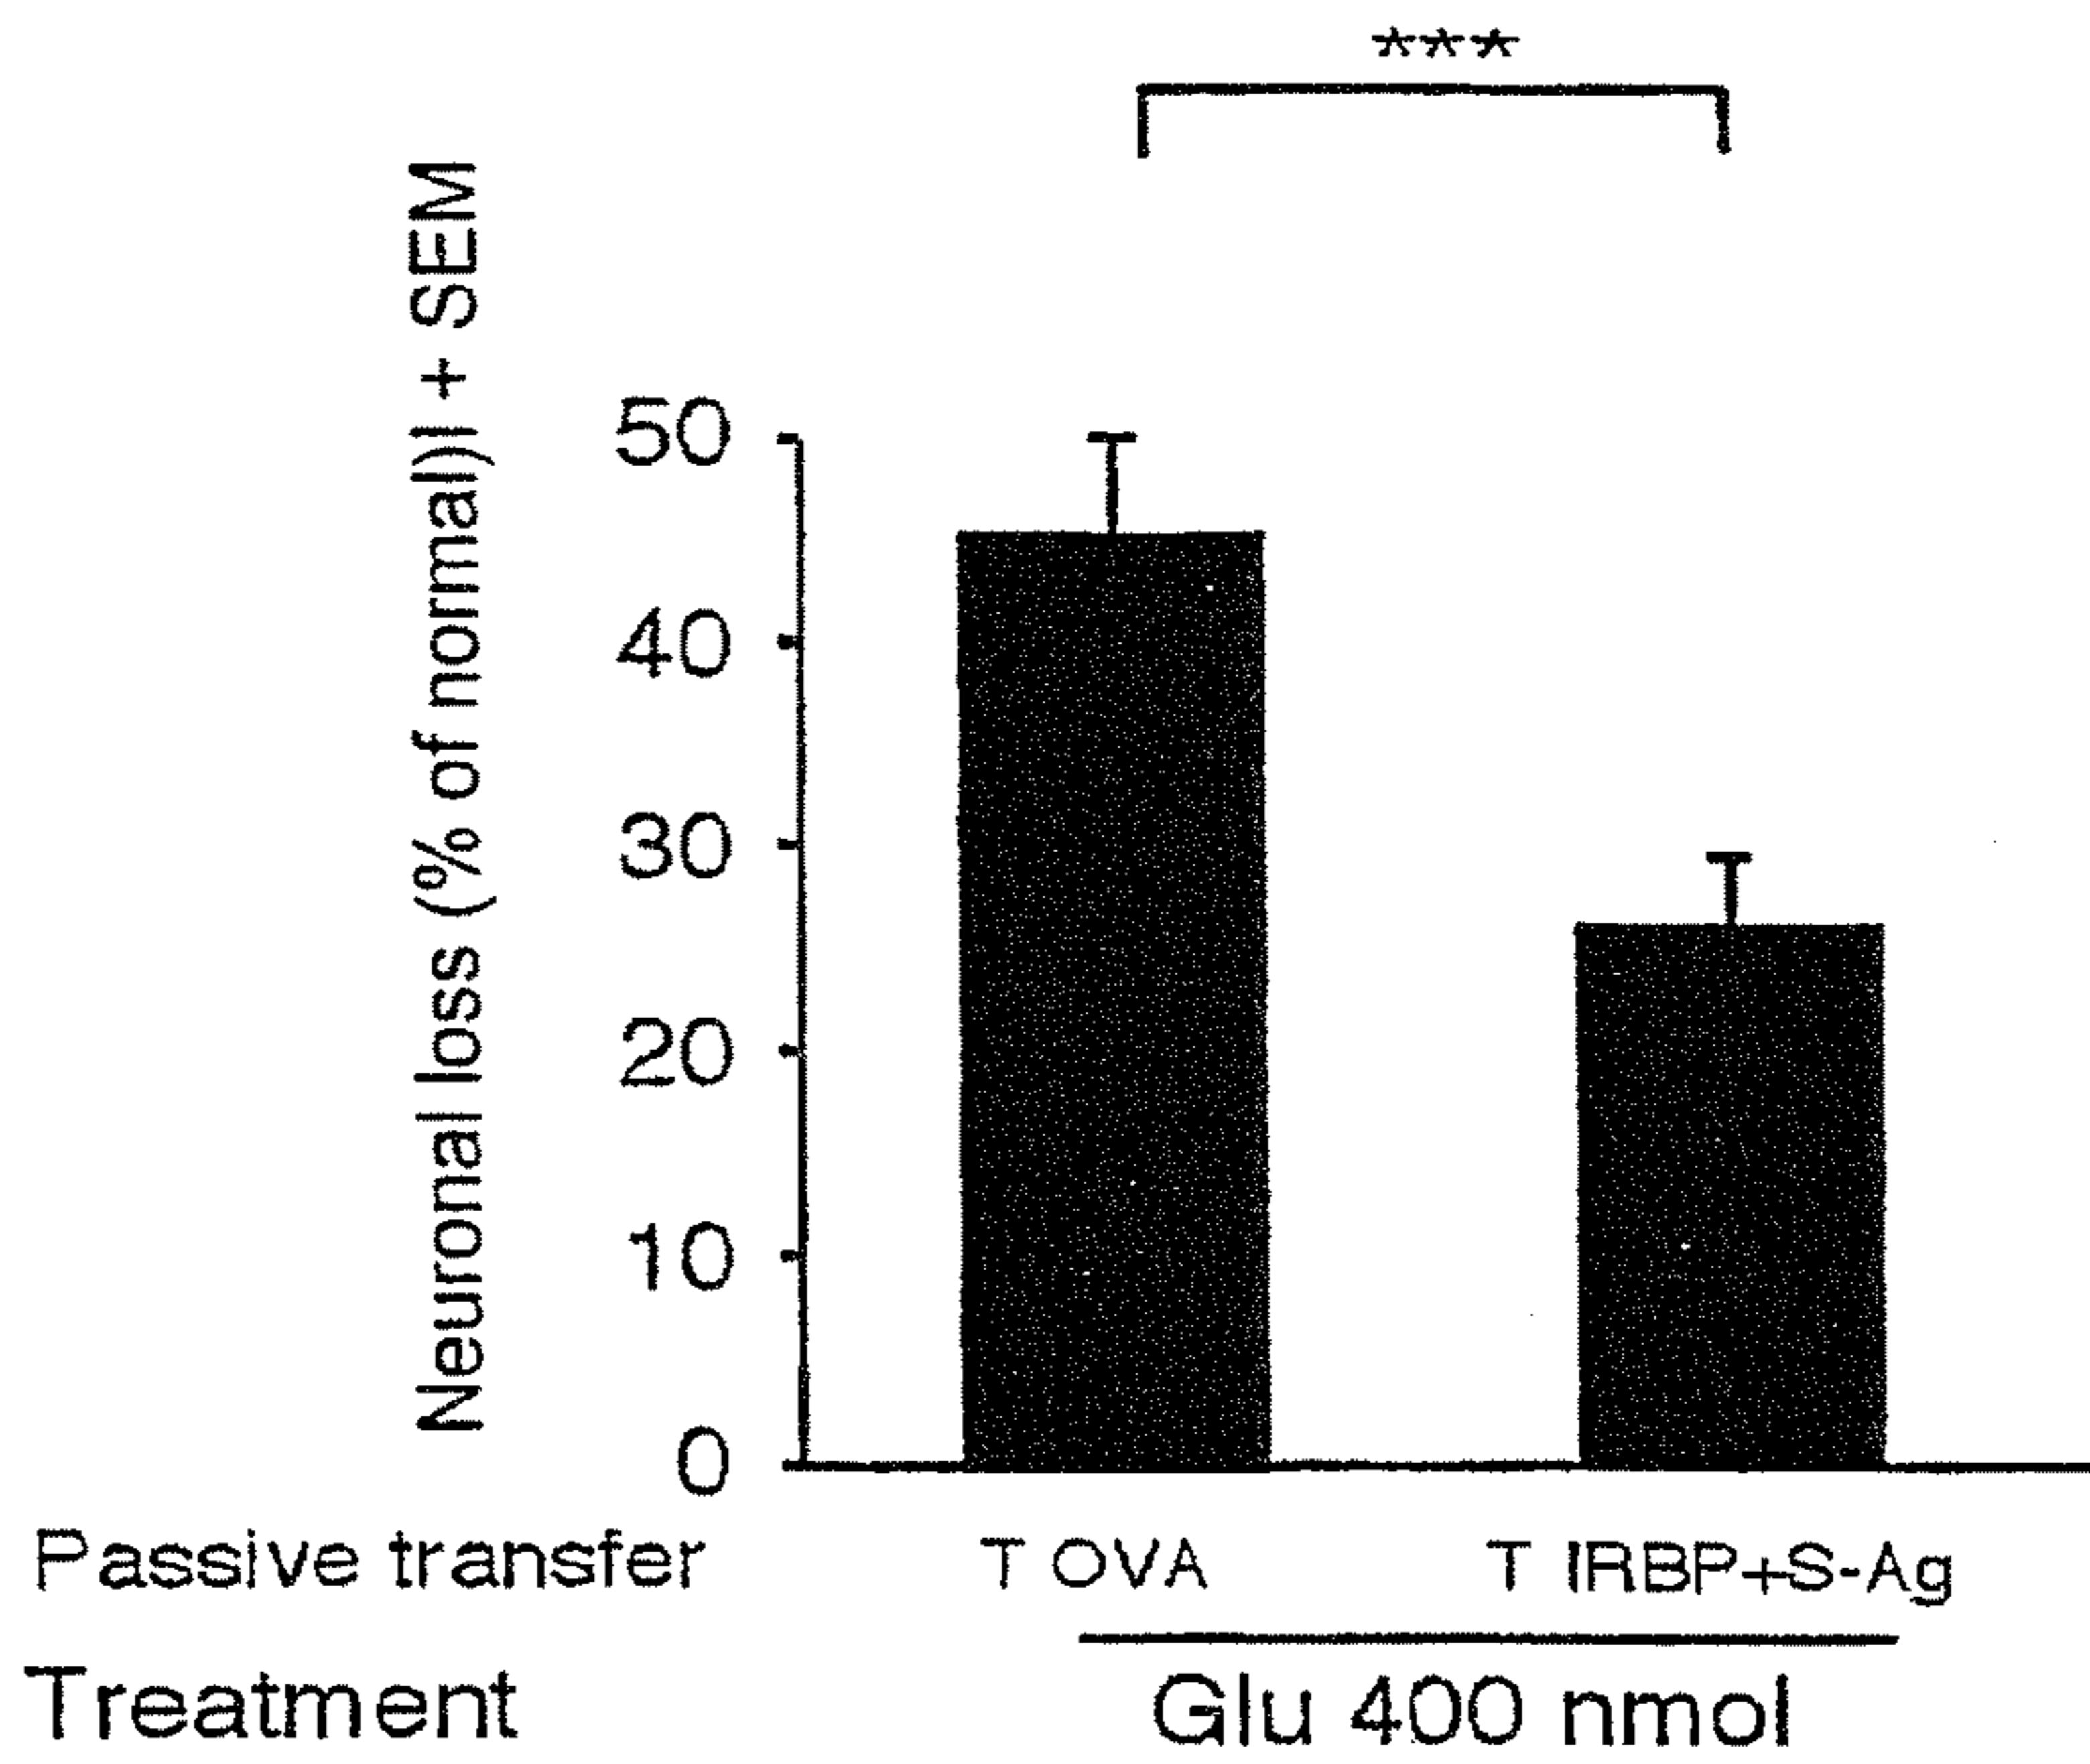 ***
Neuronal loss (% of normal)l + SEM
50
40
30
20
10
0
Passive transfer T OVA T IRBP+S-Ag
Treatment Glu 400 nmol